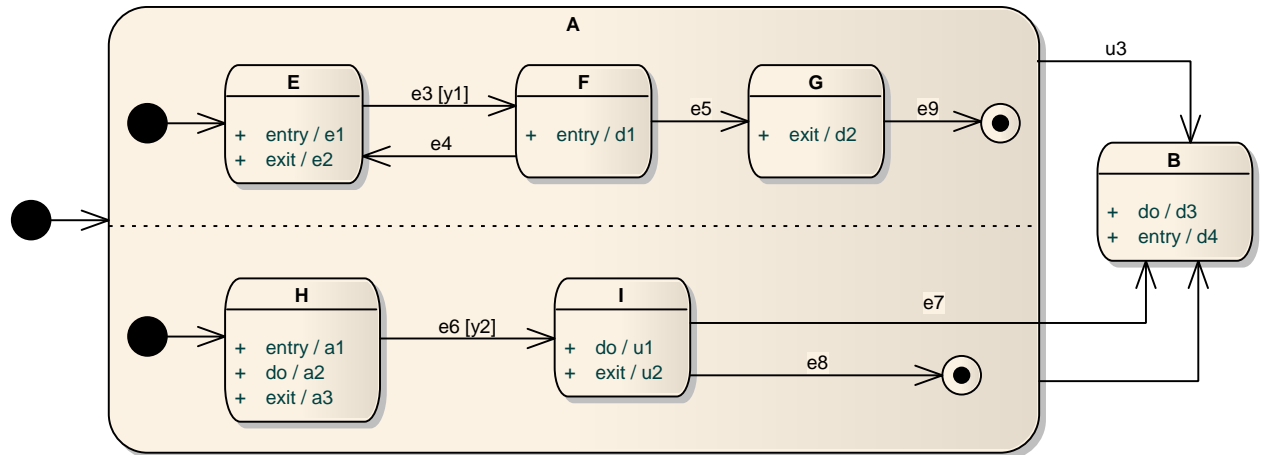 A
u3
E
+ entry / e1
+ exit / e2
e3 [y1]
e4
F
+ entry / d1
e5
G
+ exit / d2
e9
B
+ do / d3
+ entry / d4
H
+ entry / a1
+ do / a2
+ exit / a3
e6 [y2]
I
+ do / u1
+ exit / u2
e7
e8